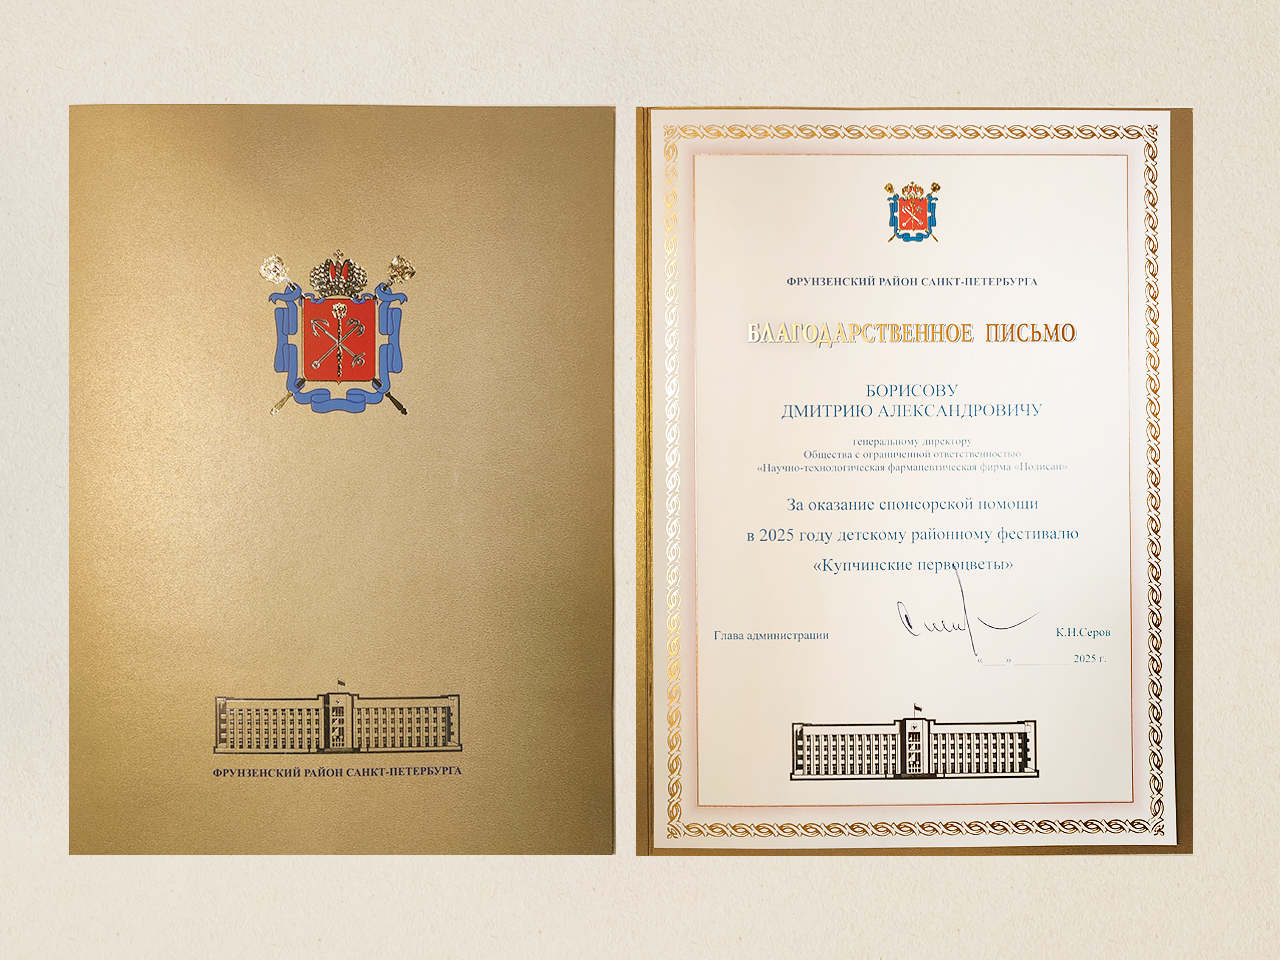 ФРУНЗЕНСКИЙ РАЙОН САНКТ-ПЕТЕРБУРГА
ФРУНЗЕНСКИЙ РАЙОН САНКТ-ПЕТЕРБУРГА
БЛАГОДАРСТВЕННОЕ ПИСЬМО
БОРИСОВУ
ДМИТРИЮ АЛЕКСАНДРОВИЧУ
генеральному директору
Общества с ограниченной ответственностью
«Научно-технологическая фармацевтическая фирма «Полисан»
За оказание спонсорской помощи
в 2025 году детскому районному фестивалю
«Купчинские первоцветы»
Глава администрации К.Н.Серов
«____»______________ 2025 г.